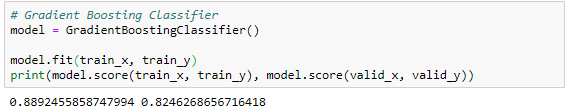 # Gradient Boosting Classifier
model = GradientBoostingClassifier()
model.fit(train_x, train_y)
print(model.score(train_x, train_y), model.score(valid_x, valid_y))
0.8892455858747994 0.8246268656716418